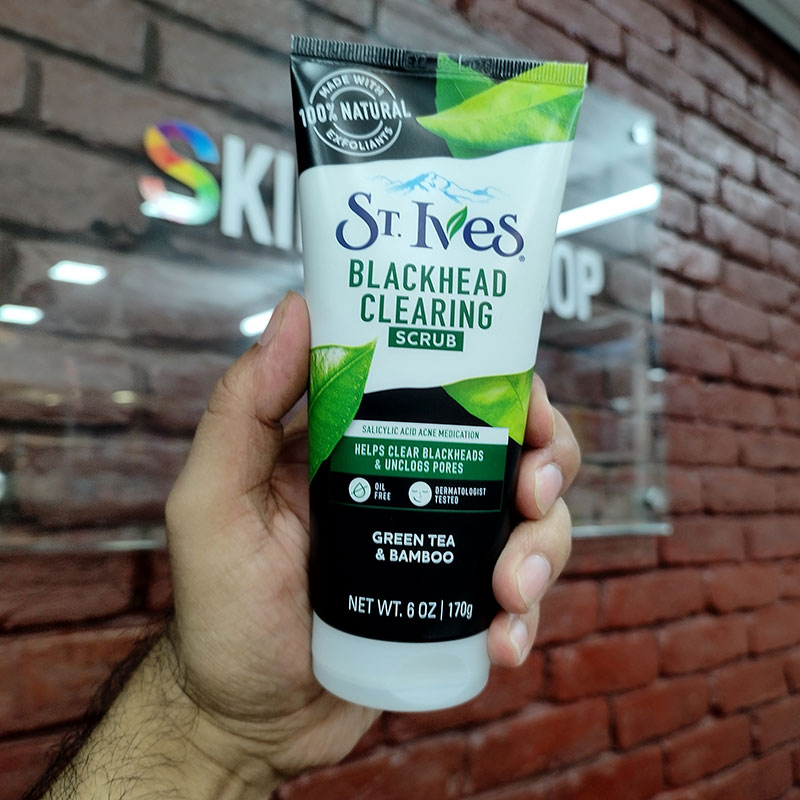 MADE WITH
100% NATURAL
EXFOLIANTS
ST. IVES®
BLACKHEAD
CLEARING
SCRUB
SALICYLIC ACID ACNE MEDICATION
HELPS CLEAR BLACKHEADS
& UNCLOGS PORES
OIL
FREE
DERMATOLOGIST
TESTED
GREEN TEA
& BAMBOO
NET WT. 6 OZ | 170g